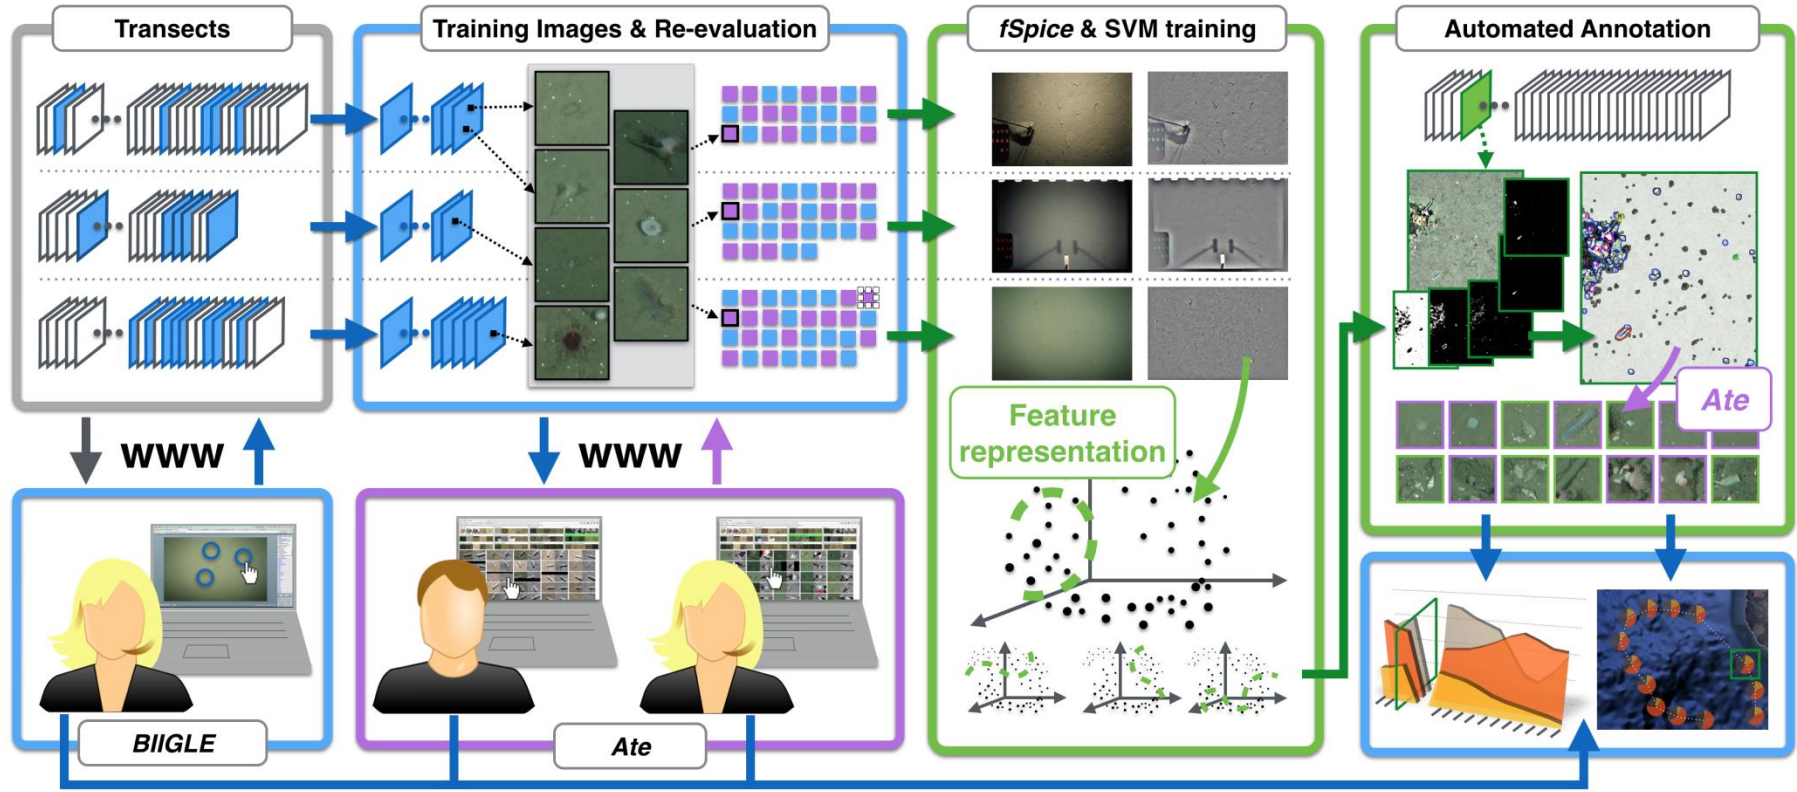 Transects
Training Images & Re-evaluation
fSpice & SVM training
Automated Annotation
Feature
representation
Ate
www
www
BIIGLE
Ate